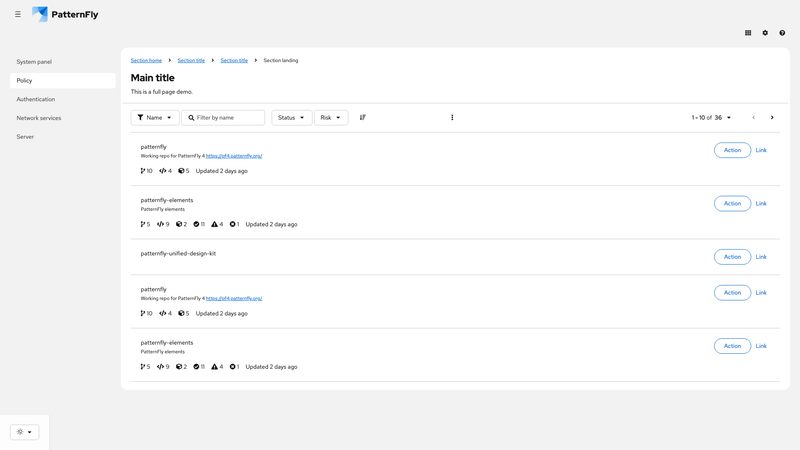 PatternFly
System panel
Policy
Authentication
Network services
Server
Section home Section title Section title Section landing
Main title
This is a full page demo.
Name Filter by name Status Risk 1 - 10 of 36
patternfly
Working repo for PatternFly 4 https://pf4.patternfly.org/
10 4 5 Updated 2 days ago
Action Link
patternfly-elements
PatternFly elements
5 9 2 11 4 1 Updated 2 days ago
Action Link
patternfly-unified-design-kit
Action Link
patternfly
Working repo for PatternFly 4 https://pf4.patternfly.org/
10 4 5 Updated 2 days ago
Action Link
patternfly-elements
PatternFly elements
5 9 2 11 4 1 Updated 2 days ago
Action Link